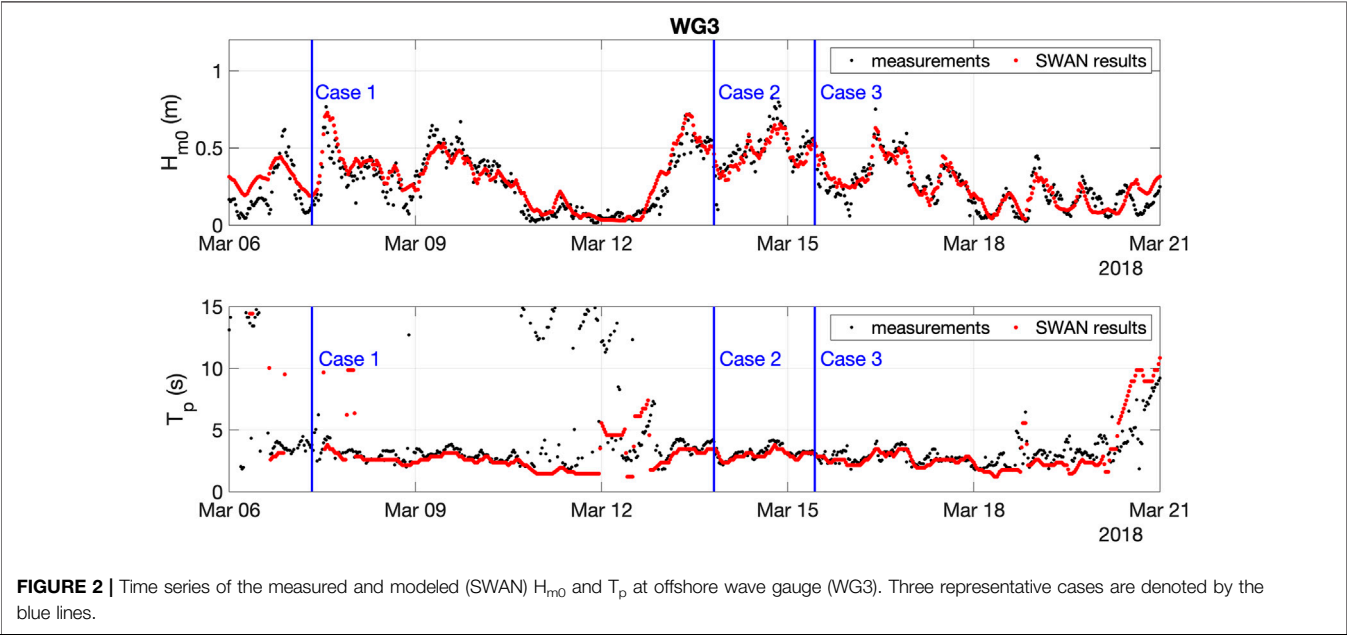 WG3
1
0.5
0
H_m0 (m)
measurements SWAN results
Case 1 Case 2 Case 3
Mar 06 Mar 09 Mar 12 Mar 15 Mar 18 Mar 21
2018
15
10
5
0
T_p (s)
measurements SWAN results
Case 1 Case 2 Case 3
Mar 06 Mar 09 Mar 12 Mar 15 Mar 18 Mar 21
2018
FIGURE 2 | Time series of the measured and modeled (SWAN) H_m0 and T_p at offshore wave gauge (WG3). Three representative cases are denoted by the
blue lines.